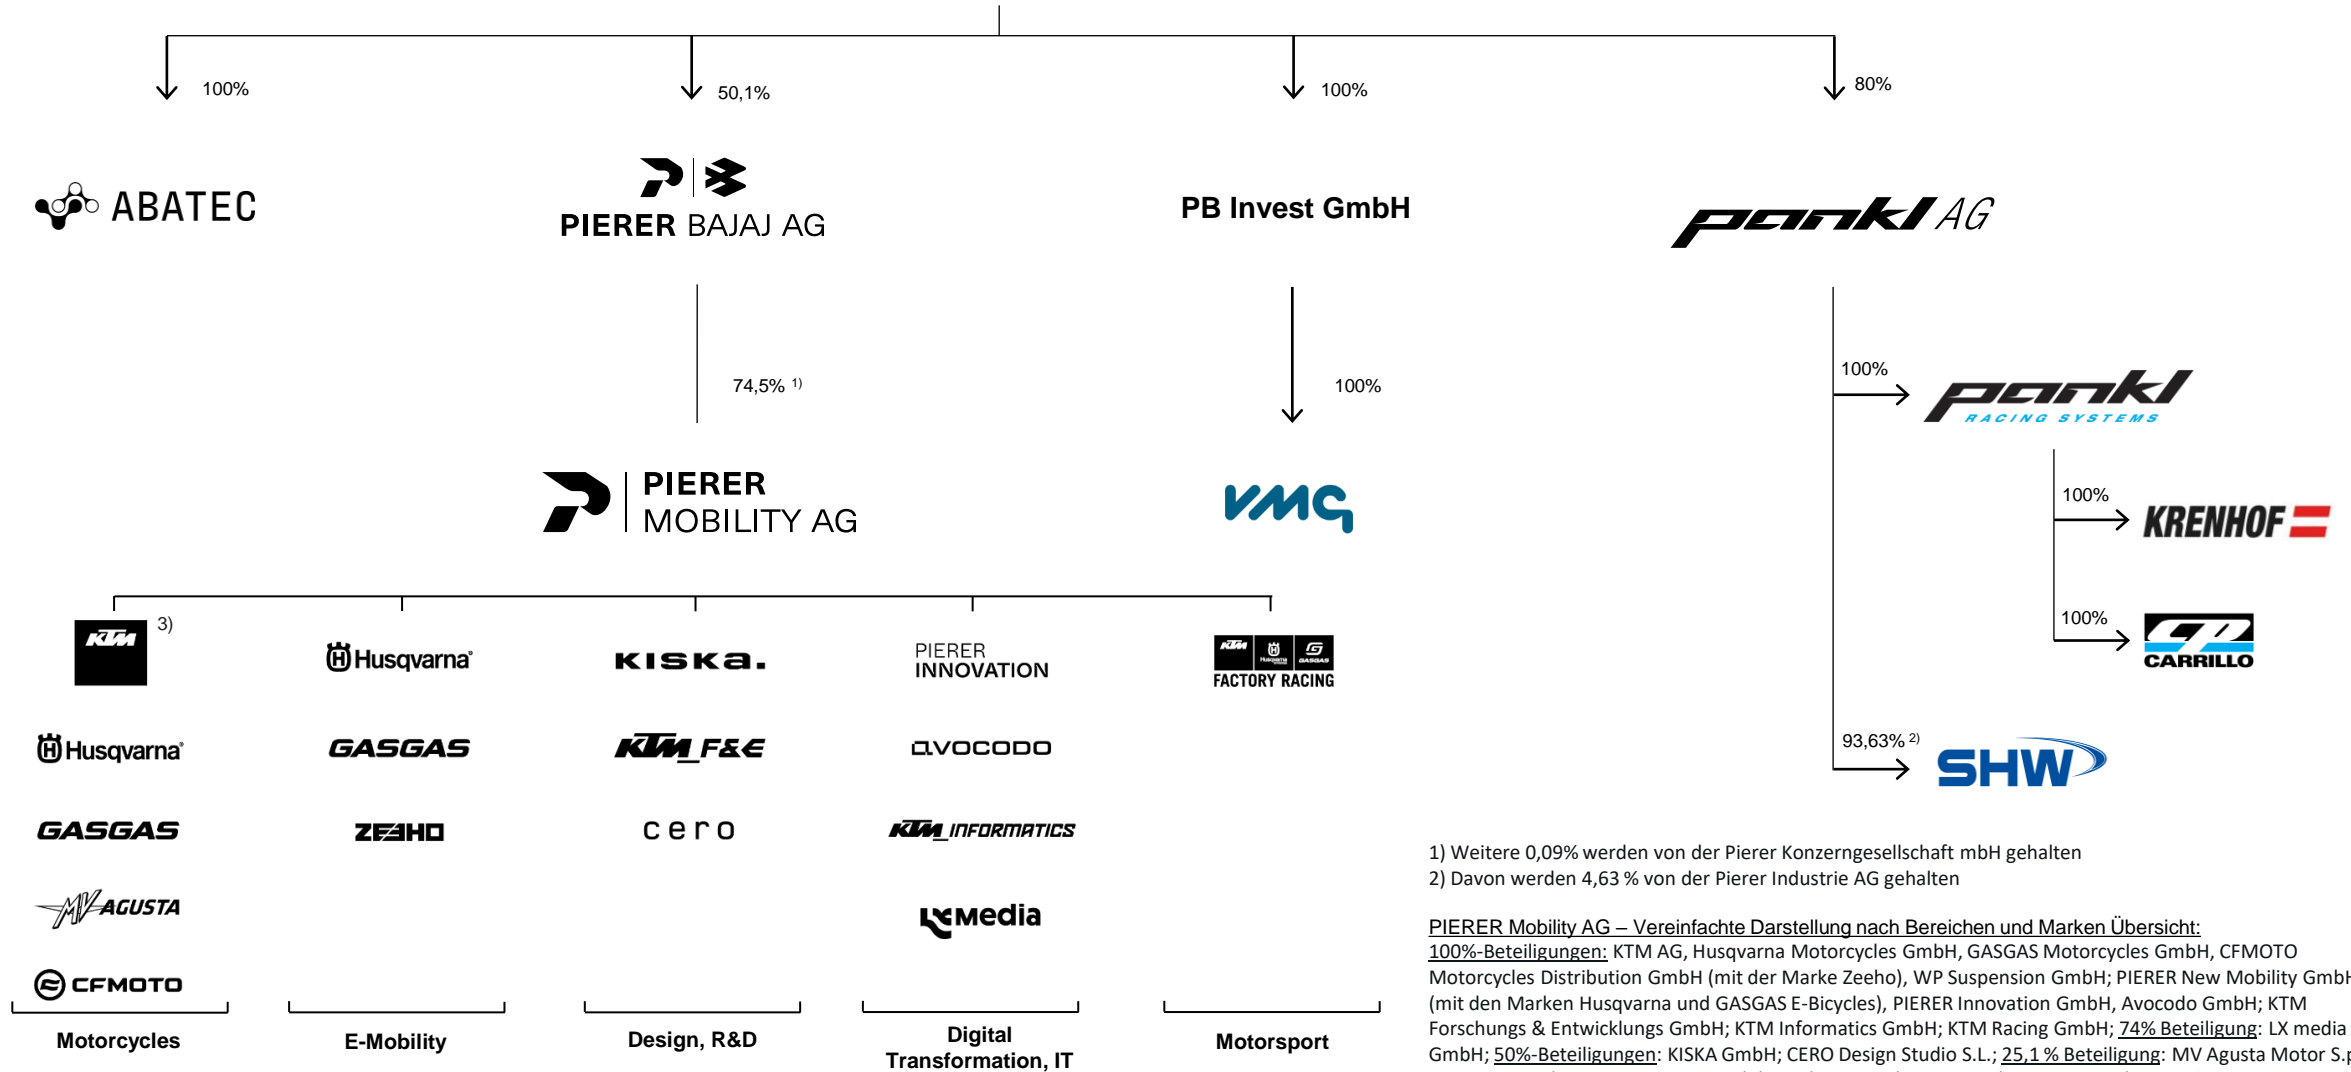 100%
50,1%
100%
80%
ABATEC
PIERER BAJAJ AG
PB Invest GmbH
pankl AG
74,5% 1)
100%
100%
pankl
RACING SYSTEMS
PIERER
MOBILITY AG
VMG
100%
KRENHOF
100%
CP
CARRILLO
93,63% 2)
SHW
KTM 3)
Husqvarna
GASGAS
MV AGUSTA
CFMOTO
Motorcycles
Husqvarna
GASGAS
ZEEHO
E-Mobility
KISKA.
KTM_F&E
cero
Design, R&D
PIERER
INNOVATION
AVOCODO
KTM_INFORMATICS
LX Media
Digital
Transformation, IT
KTM Husqvarna GASGAS
FACTORY RACING
Motorsport
1) Weitere 0,09% werden von der Pierer Konzerngesellschaft mbH gehalten
2) Davon werden 4,63 % von der Pierer Industrie AG gehalten
PIERER Mobility AG – Vereinfachte Darstellung nach Bereichen und Marken Übersicht:
100%-Beteiligungen: KTM AG, Husqvarna Motorcycles GmbH, GASGAS Motorcycles GmbH, CFMOTO
Motorcycles Distribution GmbH (mit der Marke Zeeho), WP Suspension GmbH; PIERER New Mobility GmbH
(mit den Marken Husqvarna und GASGAS E-Bicycles), PIERER Innovation GmbH, Avocodo GmbH; KTM
Forschungs & Entwicklungs GmbH; KTM Informatics GmbH; KTM Racing GmbH; 74% Beteiligung: LX media
GmbH; 50%-Beteiligungen: KISKA GmbH; CERO Design Studio S.L.; 25,1 % Beteiligung: MV Agusta Motor S.p